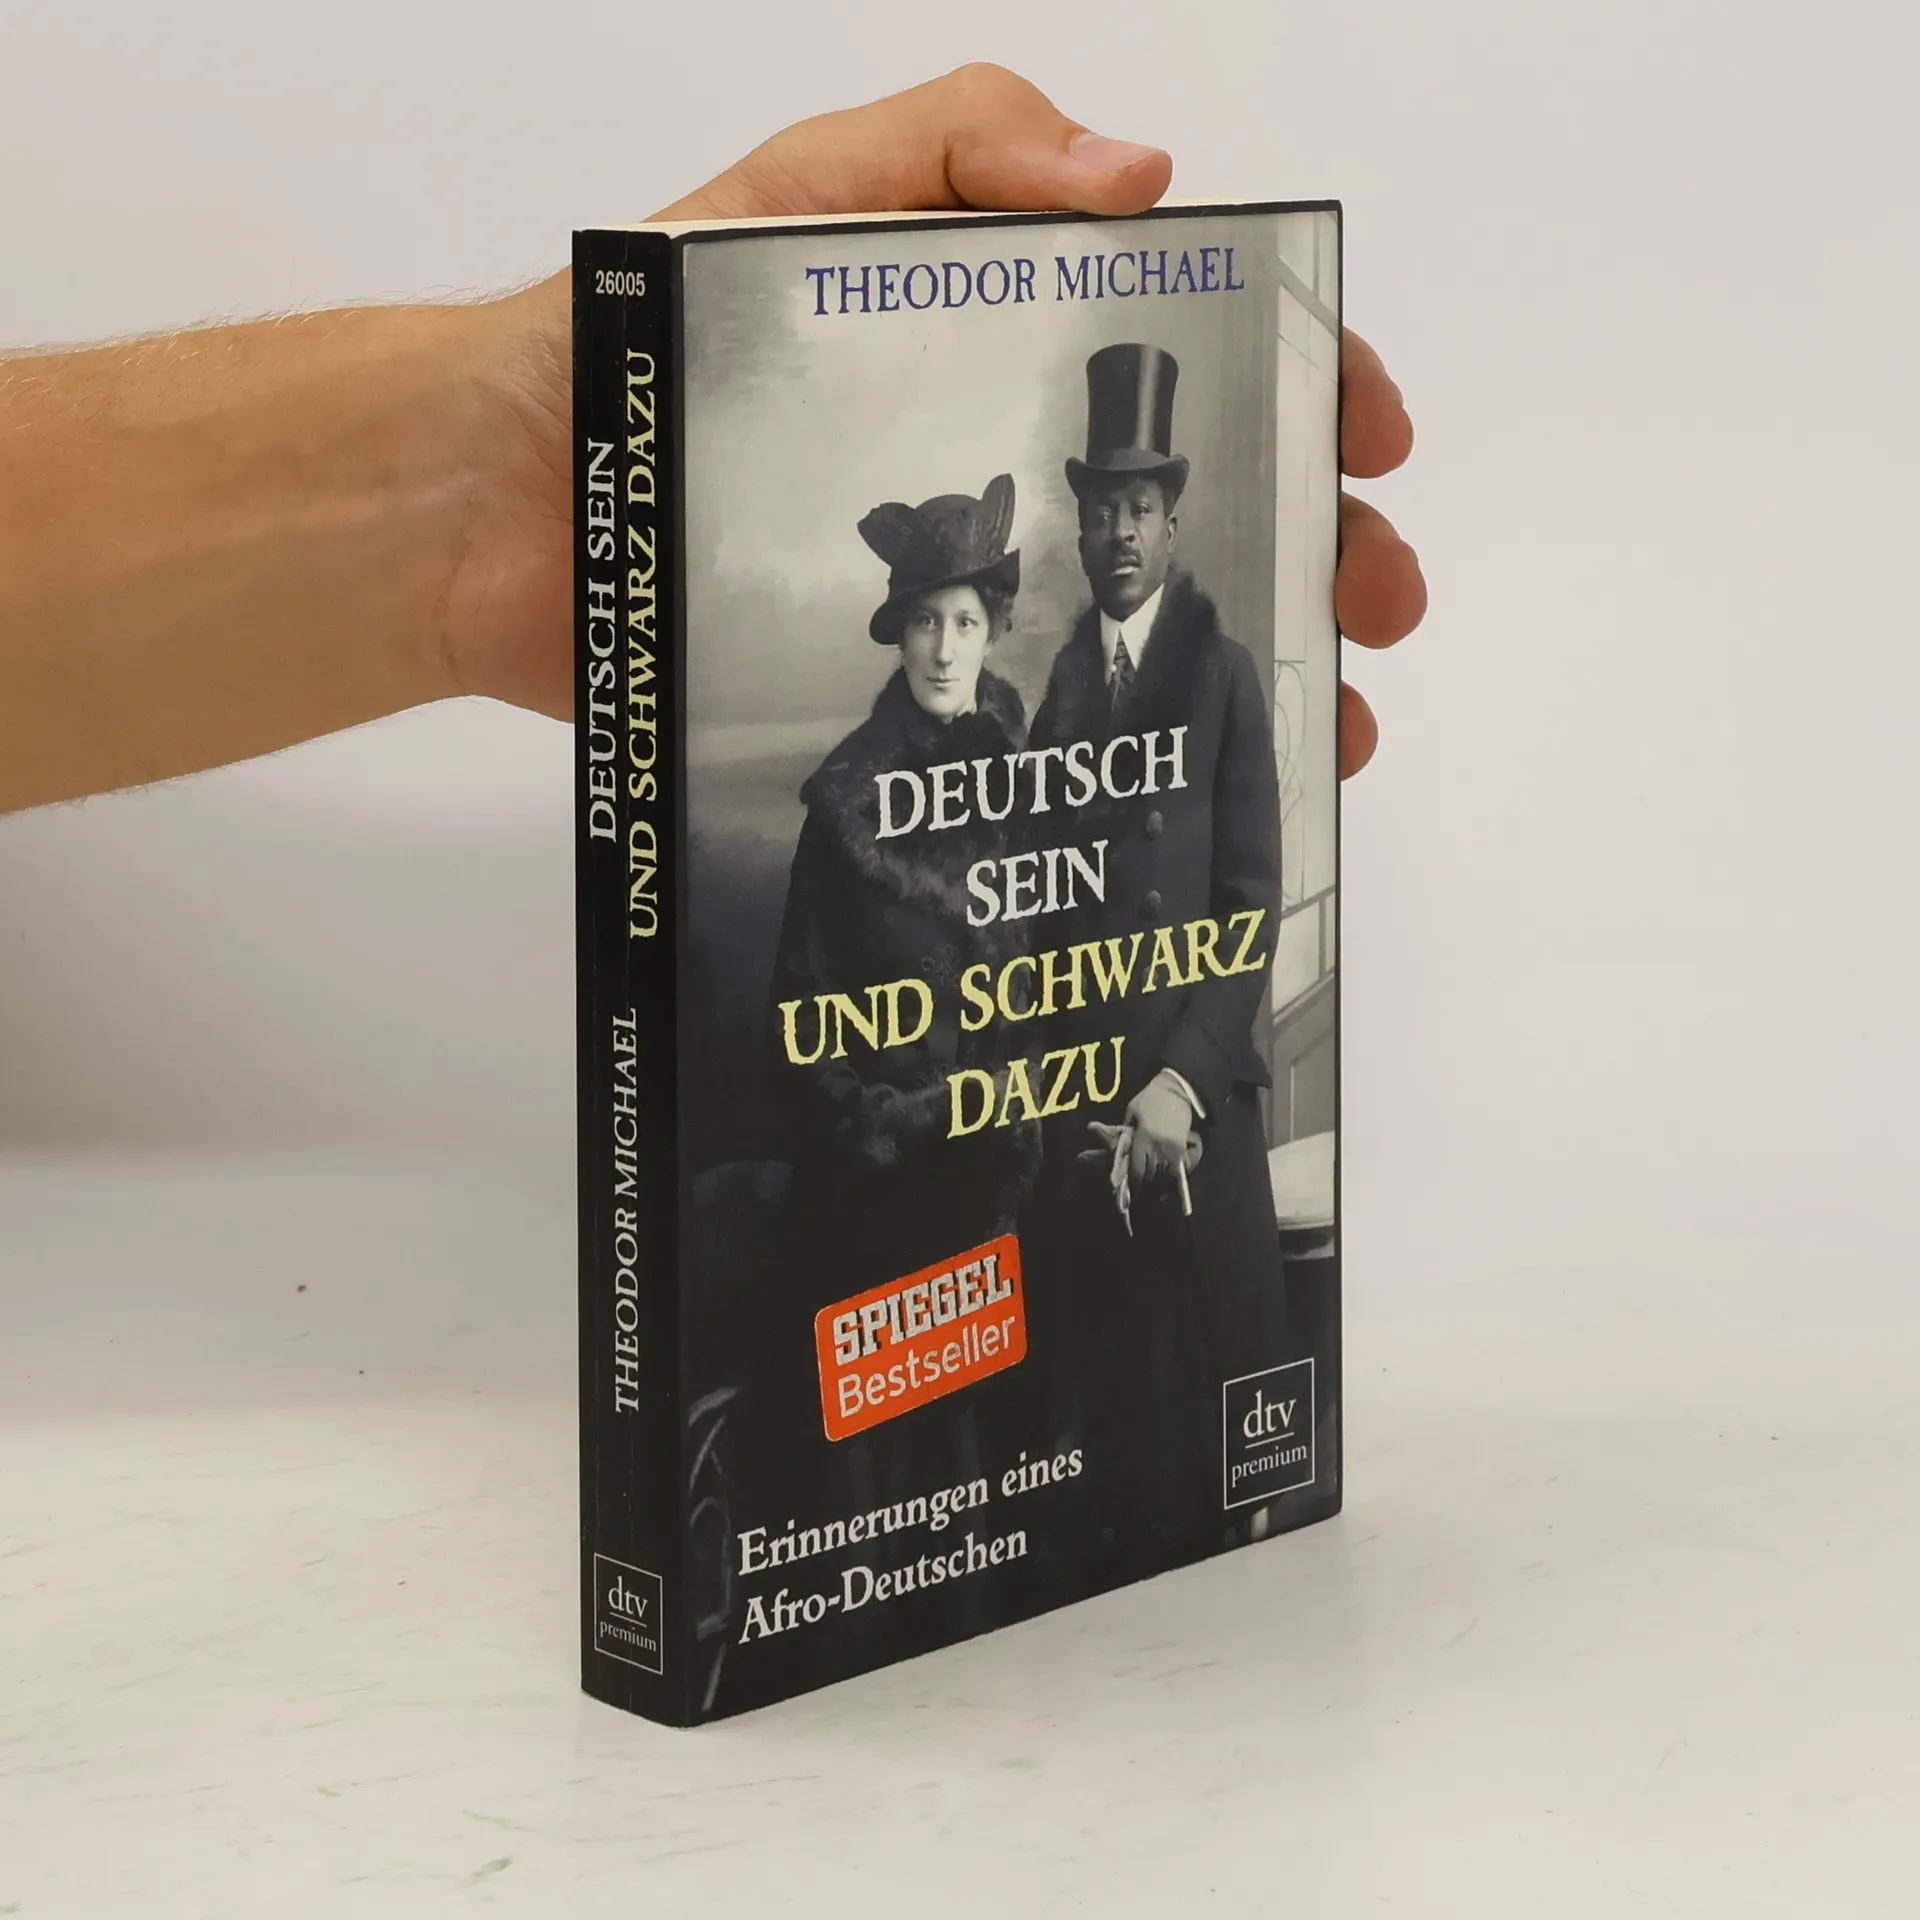 26005
DEUTSCH SEIN
UND SCHWARZ DAZU
THEODOR MICHAEL
dtv
premium
THEODOR MICHAEL
DEUTSCH
SEIN
UND SCHWARZ
DAZU
SPIEGEL
Bestseller
Erinnerungen eines
Afro-Deutschen
dtv
premium